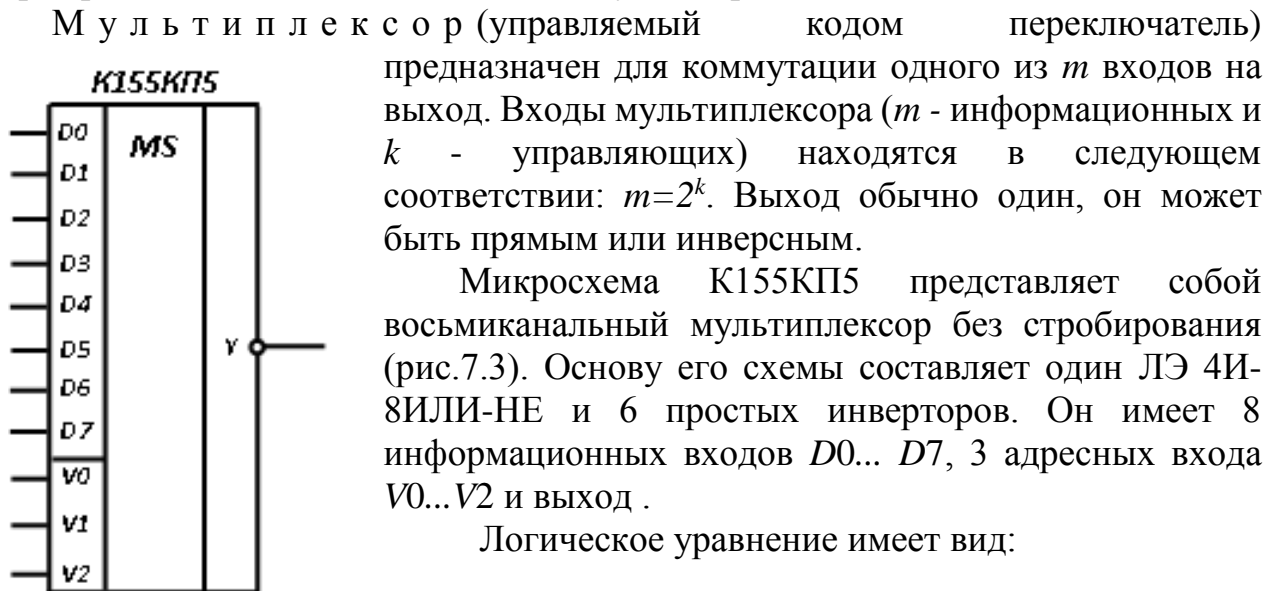 М у л ь т и п л е к с о р (управляемый кодом переключатель)
предназначен для коммутации одного из m входов на
выход. Входы мультиплексора (m - информационных и
k - управляющих) находятся в следующем
соответствии: m=2^k. Выход обычно один, он может
быть прямым или инверсным.
Микросхема К155КП5 представляет собой
восьмиканальный мультиплексор без стробирования
(рис.7.3). Основу его схемы составляет один ЛЭ 4И-
8ИЛИ-НЕ и 6 простых инверторов. Он имеет 8
информационных входов D0... D7, 3 адресных входа
V0...V2 и выход .
Логическое уравнение имеет вид:
К155КП5
MS
D0
D1
D2
D3
D4
D5
D6
D7
V0
V1
V2
Y